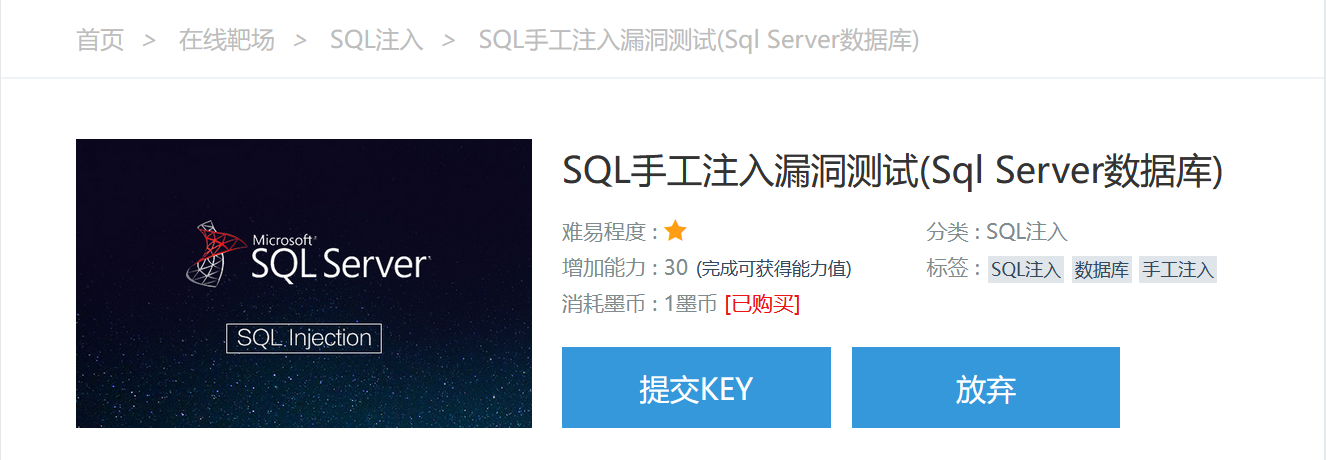 首页 > 在线靶场 > SQL注入 > SQL手工注入漏洞测试(Sql Server数据库)
Microsoft®
SQL Server
SQL Injection
SQL手工注入漏洞测试(Sql Server数据库)
难易程度 : 分类 : SQL注入
增加能力 : 30 (完成可获得能力值) 标签 : SQL注入 数据库 手工注入
消耗墨币 : 1墨币 [已购买]
提交KEY 放弃